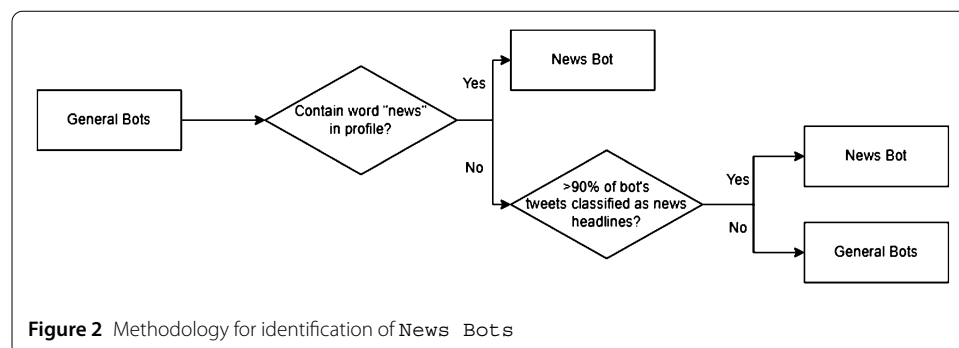 General Bots
Contain word "news"
in profile?
Yes
News Bot
No
>90% of bot's
tweets classified as news
headlines?
Yes
News Bot
No
General Bots
Figure 2 Methodology for identification of News Bots